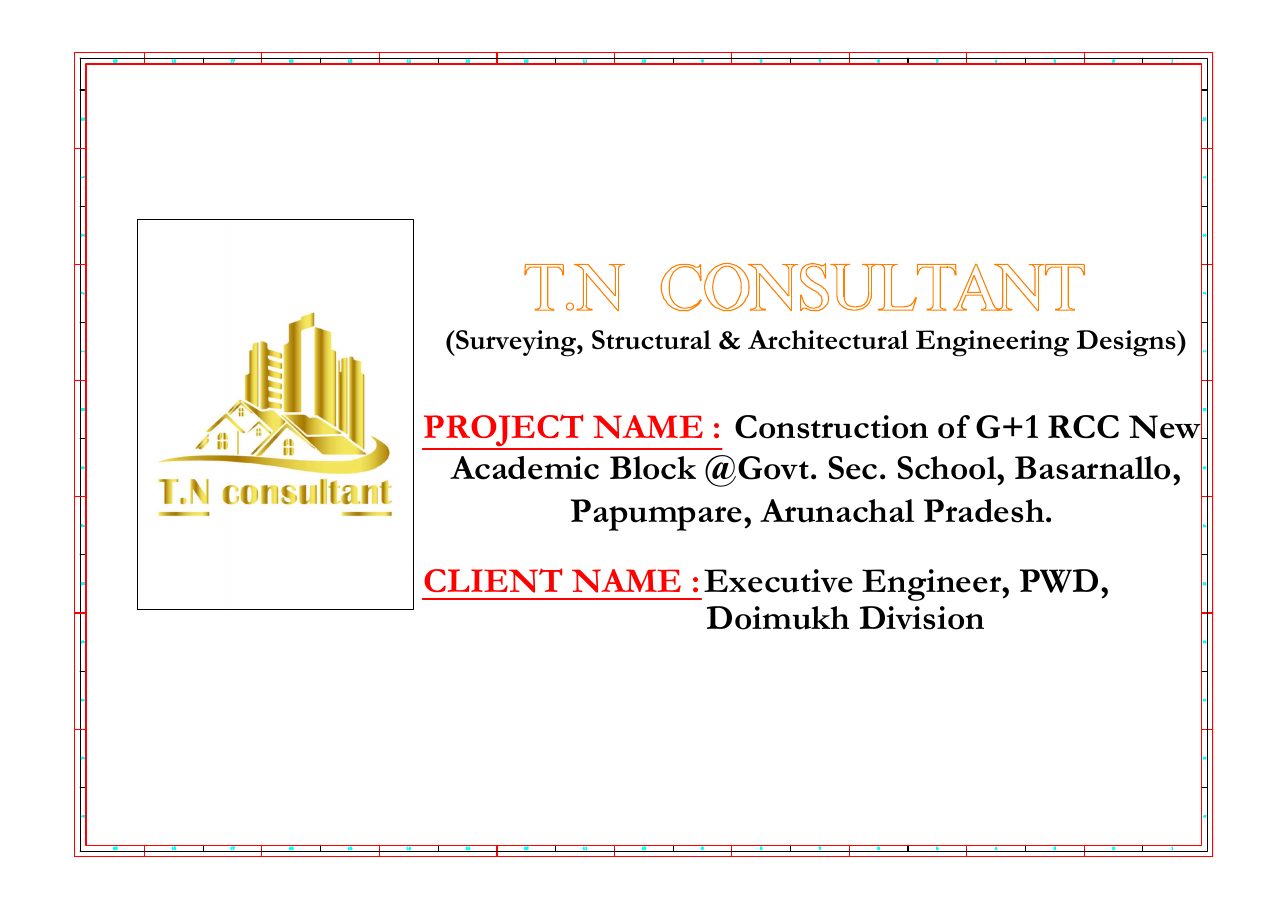 T.N consultant
T.N CONSULTANT
(Surveying, Structural & Architectural Engineering Designs)
PROJECT NAME : Construction of G+1 RCC New
Academic Block @Govt. Sec. School, Basarnallo,
Papumpare, Arunachal Pradesh.
CLIENT NAME : Executive Engineer, PWD,
Doimukh Division